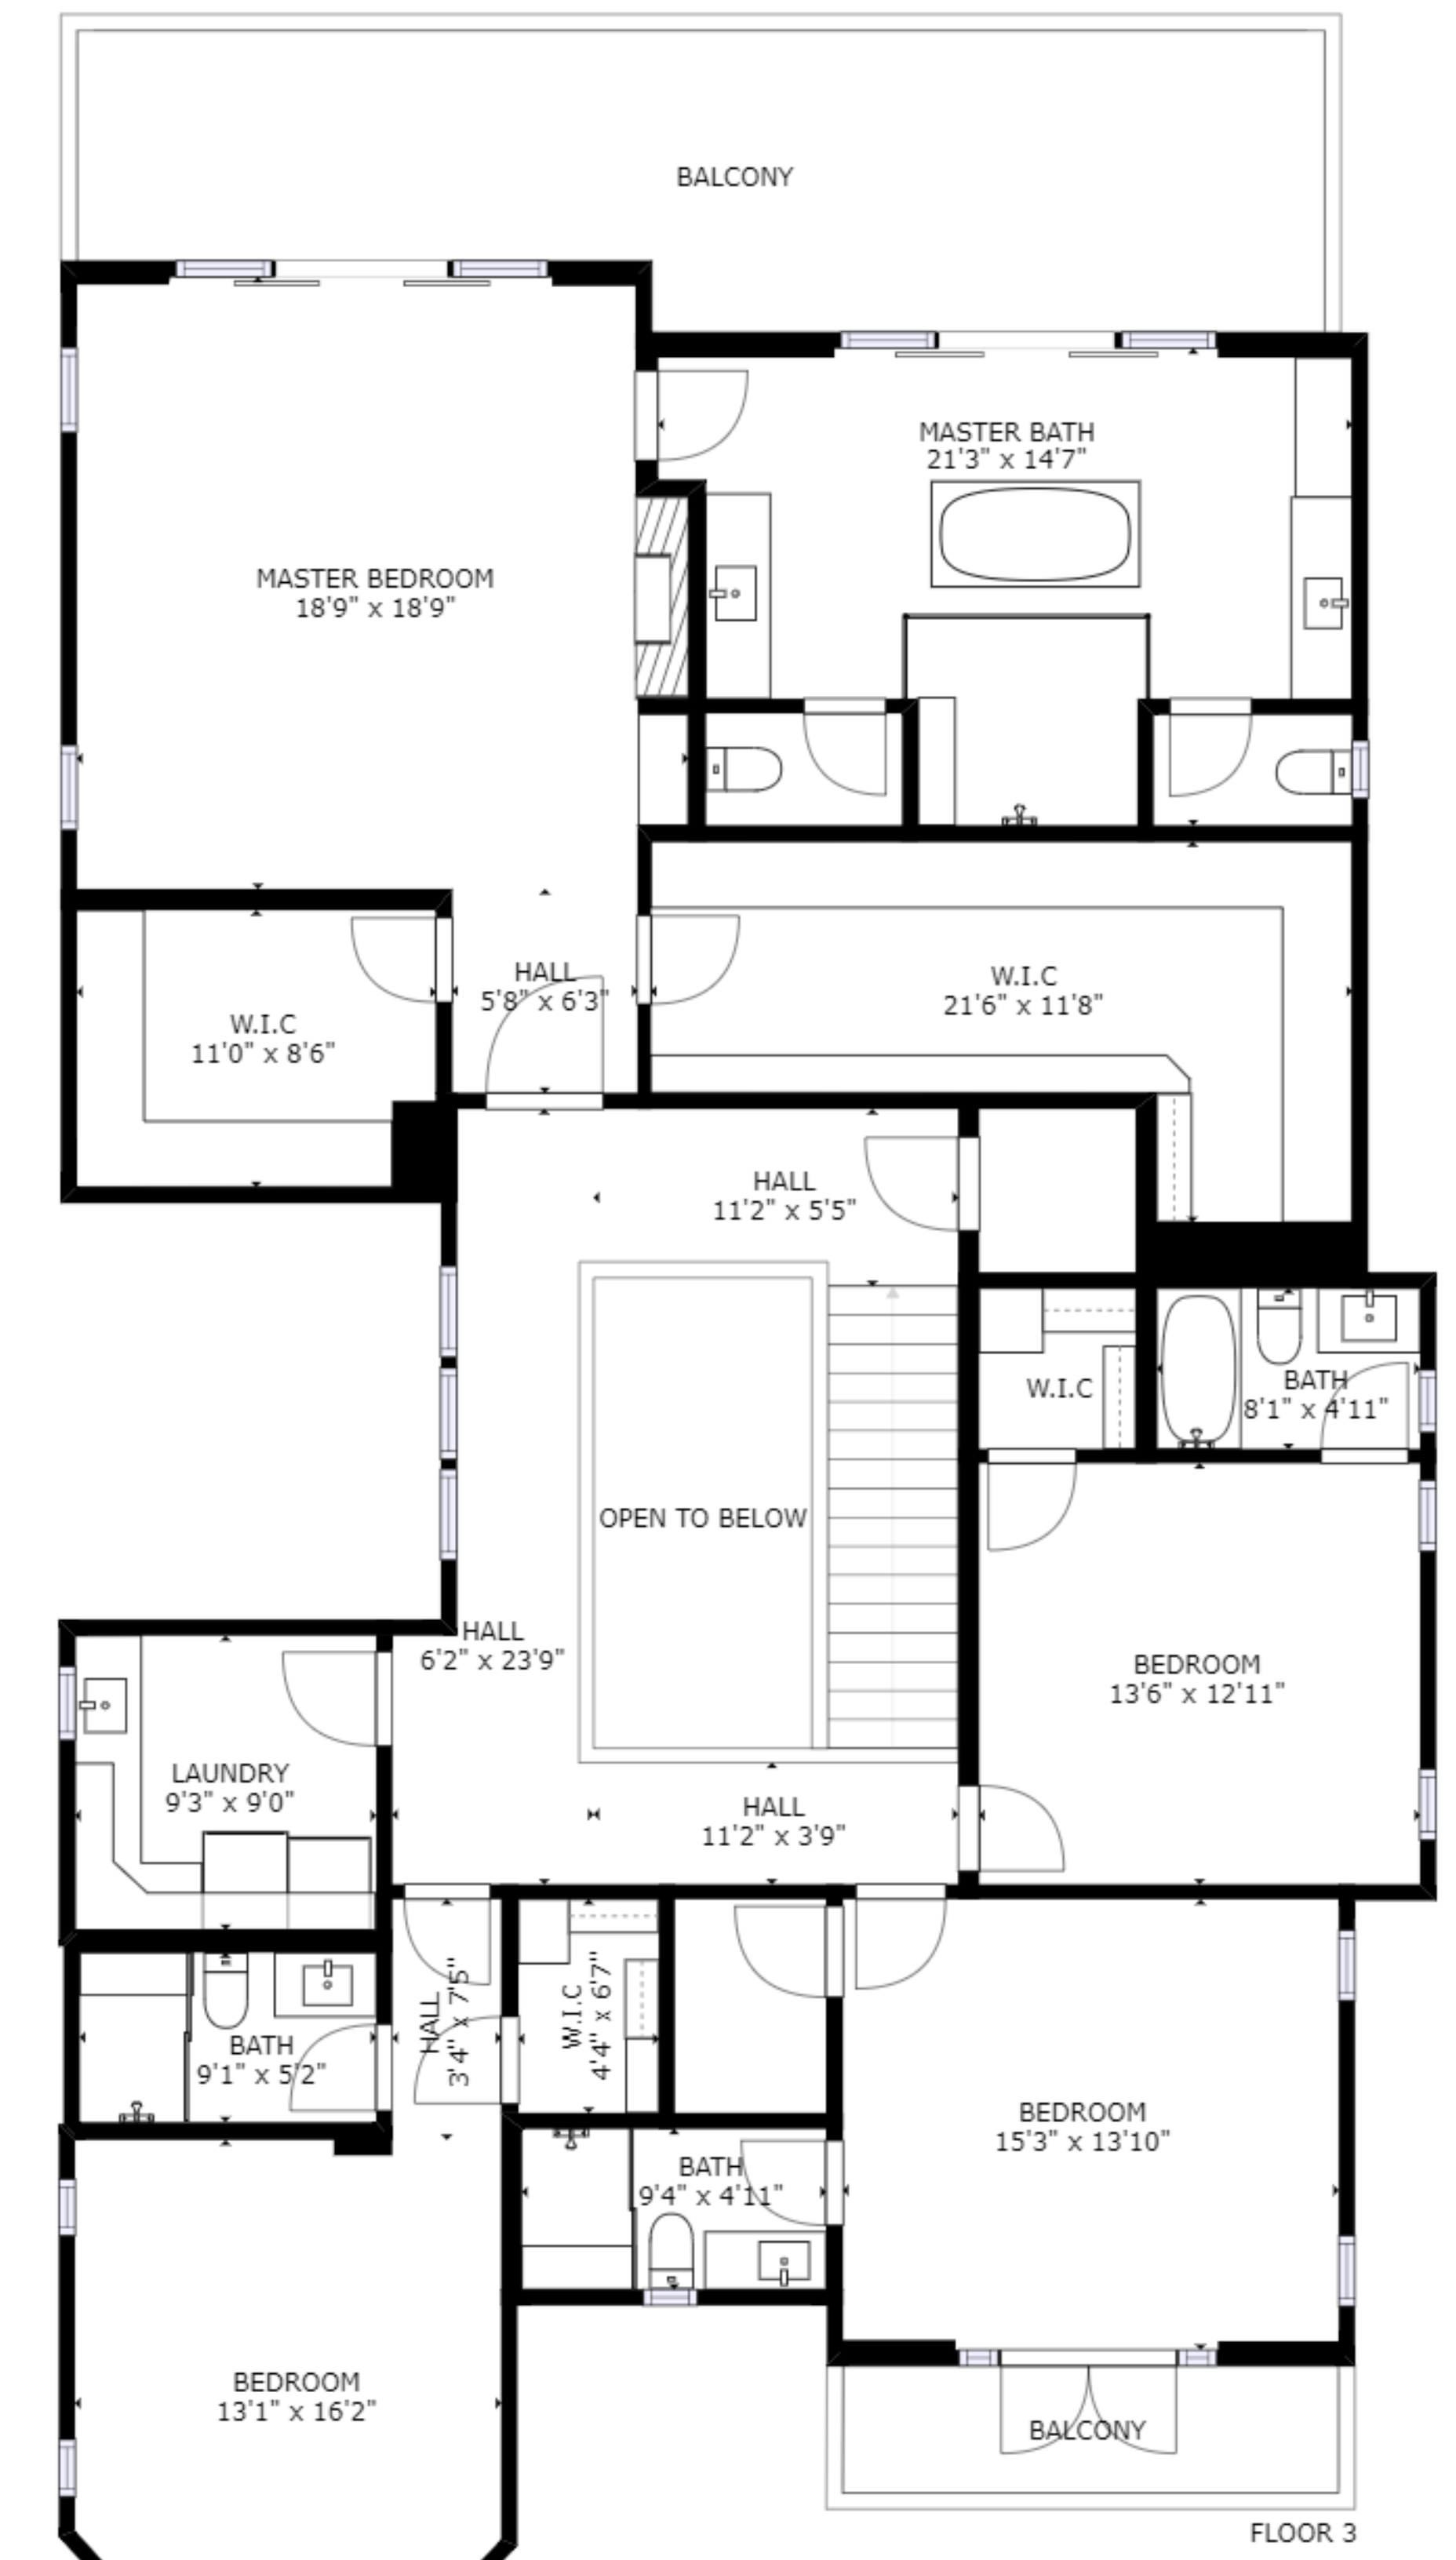 BALCONY
MASTER BATH
21'3" x 14'7"
MASTER BEDROOM
18'9" x 18'9"
HALL
5'8" x 6'3"
W.I.C
21'6" x 11'8"
W.I.C
11'0" x 8'6"
HALL
11'2" x 5'5"
W.I.C
BATH
8'1" x 4'11"
OPEN TO BELOW
HALL
6'2" x 23'9"
BEDROOM
13'6" x 12'11"
LAUNDRY
9'3" x 9'0"
HALL
11'2" x 3'9"
HALL
3'4" x 7'5"
W.I.C
4'4" x 6'7"
BATH
9'1" x 5'2"
BEDROOM
15'3" x 13'10"
BATH
9'4" x 4'11"
BEDROOM
13'1" x 16'2"
BALCONY
FLOOR 3